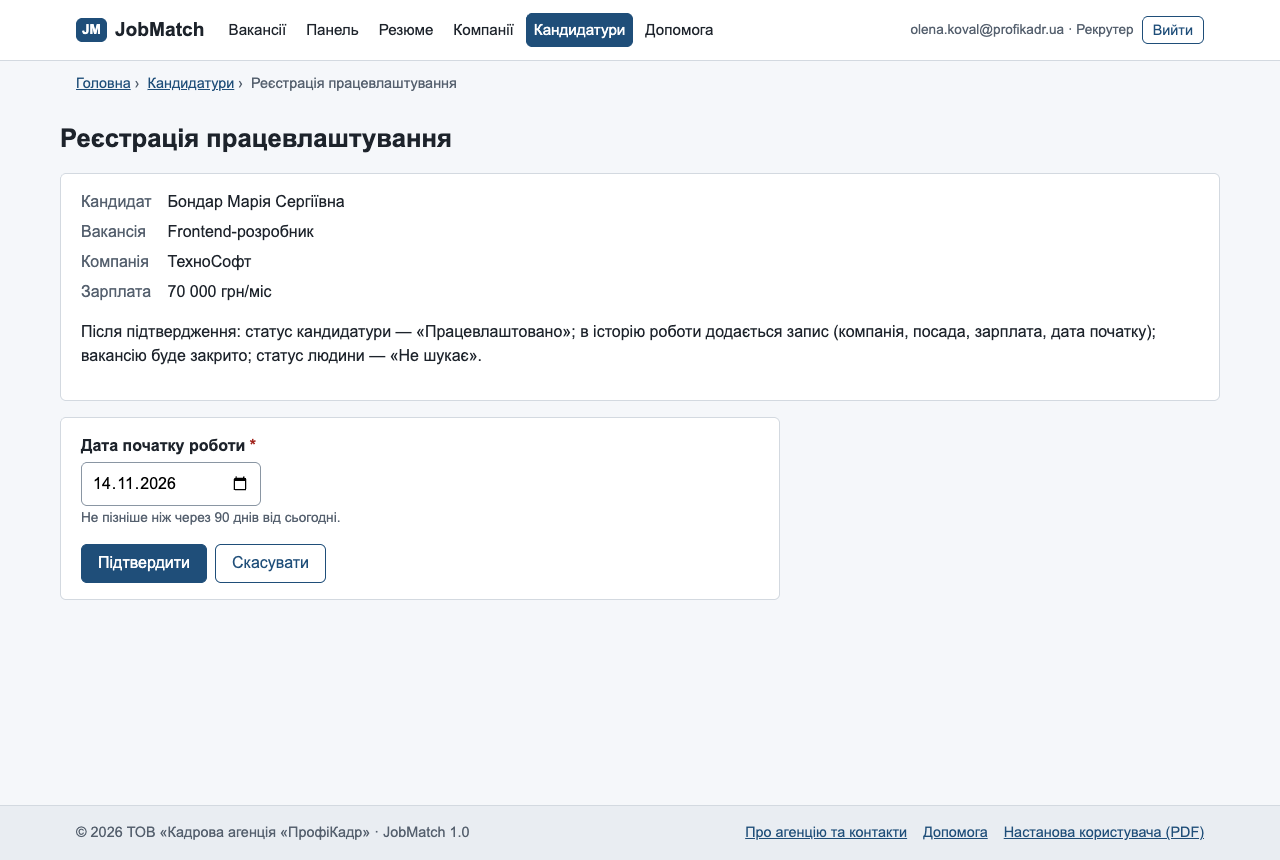 JM JobMatch Вакансії Панель Резюме Компанії Кандидатури Допомога olena.koval@profikadr.ua · Рекрутер Вийти
Головна › Кандидатури › Реєстрація працевлаштування
Реєстрація працевлаштування
Кандидат Бондар Марія Сергіївна
Вакансія Frontend-розробник
Компанія ТехноСофт
Зарплата 70 000 грн/міс
Після підтвердження: статус кандидатури — «Працевлаштовано»; в історію роботи додається запис (компанія, посада, зарплата, дата початку);
вакансію буде закрито; статус людини — «Не шукає».
Дата початку роботи *
14.11.2026
Не пізніше ніж через 90 днів від сьогодні.
Підтвердити Скасувати
© 2026 ТОВ «Кадрова агенція «ПрофіКадр» · JobMatch 1.0 Про агенцію та контакти Допомога Настанова користувача (PDF)